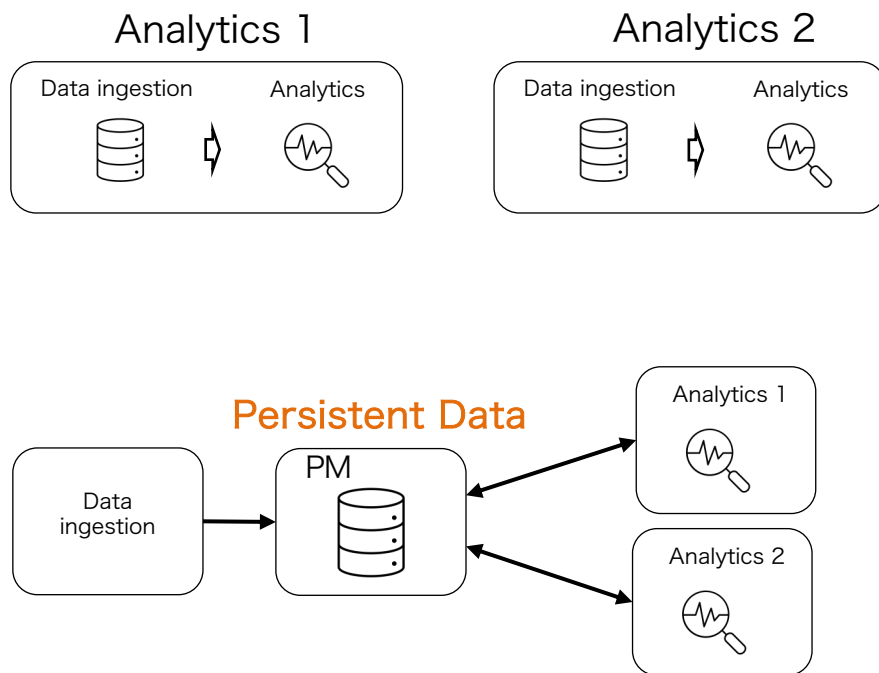 Analytics 1
Analytics 2
Data ingestion
Analytics
Data ingestion
Analytics
Persistent Data
Analytics 1
PM
Data
ingestion
Analytics 2